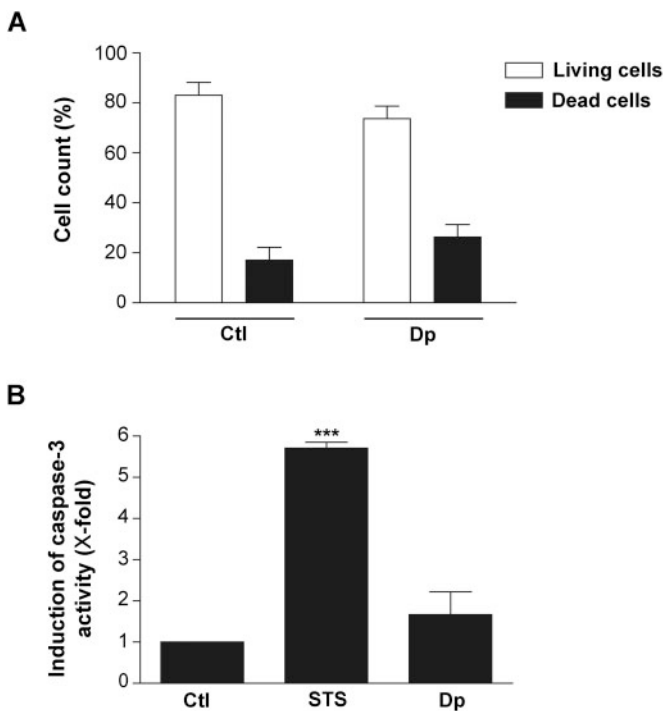 A
Cell count (%)
100
80
60
40
20
0
Living cells
Dead cells
Ctl
Dp
B
Induction of caspase-3
activity (X-fold)
6
5
4
3
2
1
0
***
Ctl STS Dp